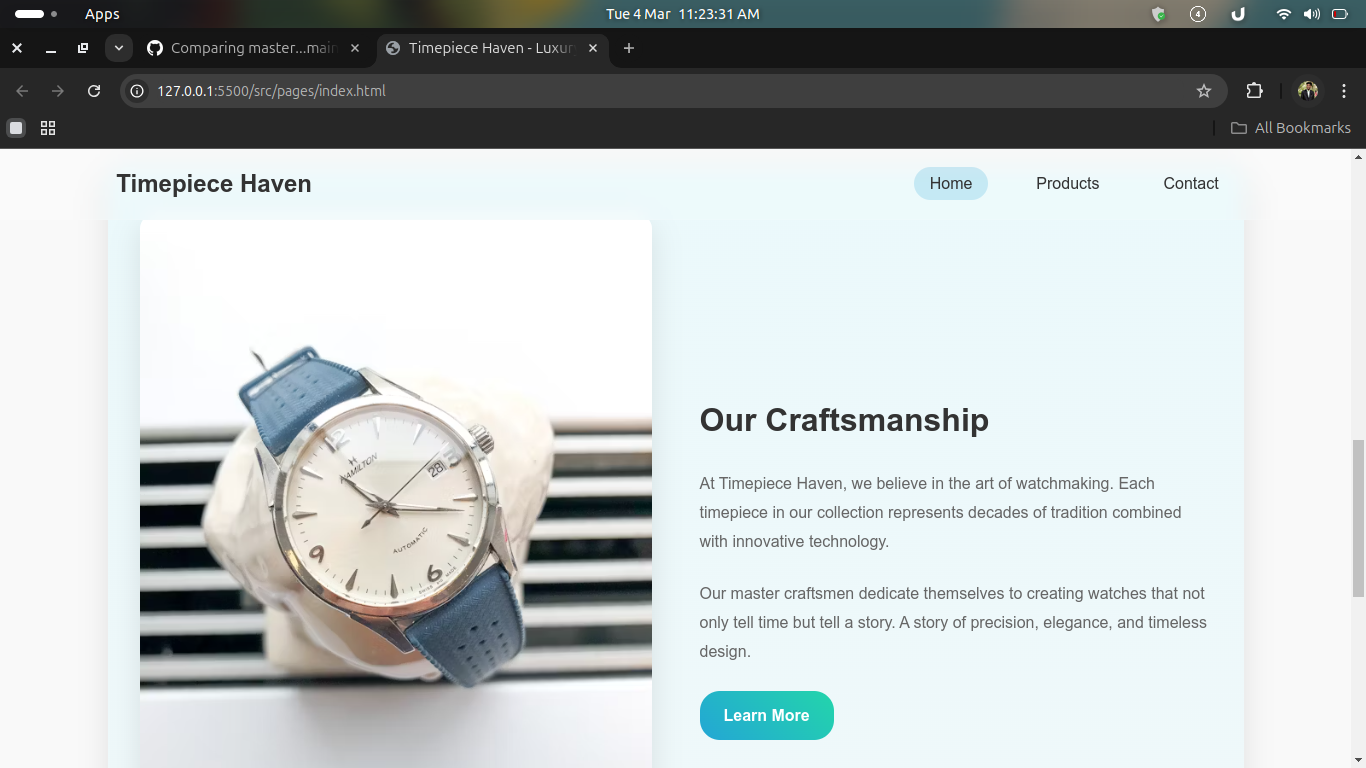 Apps
Tue 4 Mar 11:23:31 AM
4
Comparing master...main
Timepiece Haven - Luxur
127.0.0.1:5500/src/pages/index.html
All Bookmarks
Timepiece Haven
Home
Products
Contact
12
HAMILTON
28
AUTOMATIC
9
6
Our Craftsmanship
At Timepiece Haven, we believe in the art of watchmaking. Each
timepiece in our collection represents decades of tradition combined
with innovative technology.
Our master craftsmen dedicate themselves to creating watches that not
only tell time but tell a story. A story of precision, elegance, and timeless
design.
Learn More